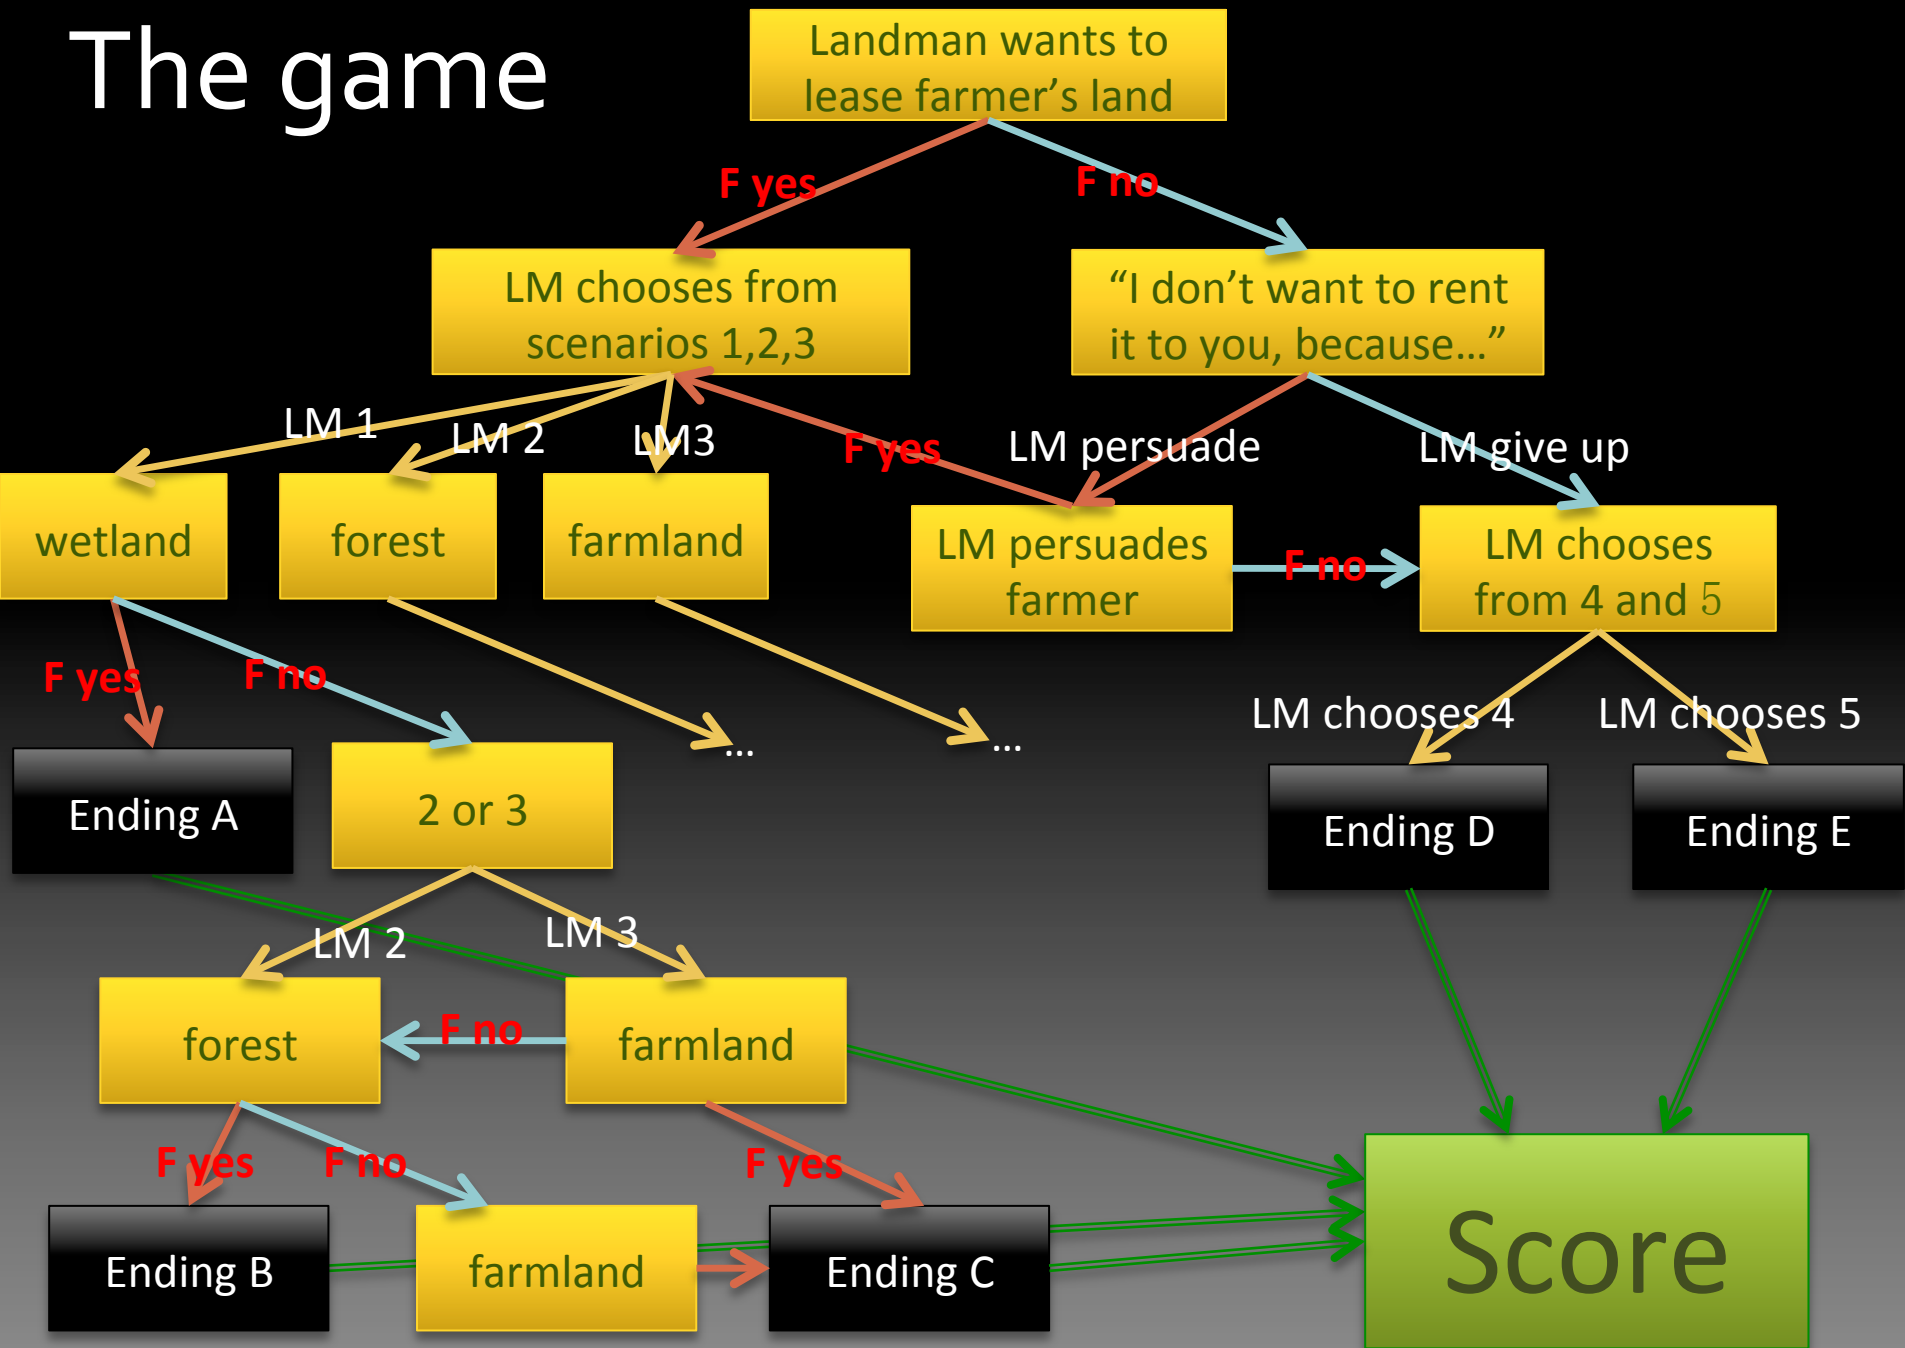 The game
Landman wants to
lease farmer’s land
F yes
F no
LM chooses from
scenarios 1,2,3
“I don’t want to rent
it to you, because…”
LM 1
LM 2
LM3
F yes
LM persuade
LM give up
wetland
forest
farmland
LM persuades
farmer
F no
LM chooses
from 4 and 5
F yes
F no
LM chooses 4
LM chooses 5
...
...
Ending A
2 or 3
Ending D
Ending E
LM 2
LM 3
forest
F no
farmland
F yes
F no
F yes
Ending B
farmland
Ending C
Score